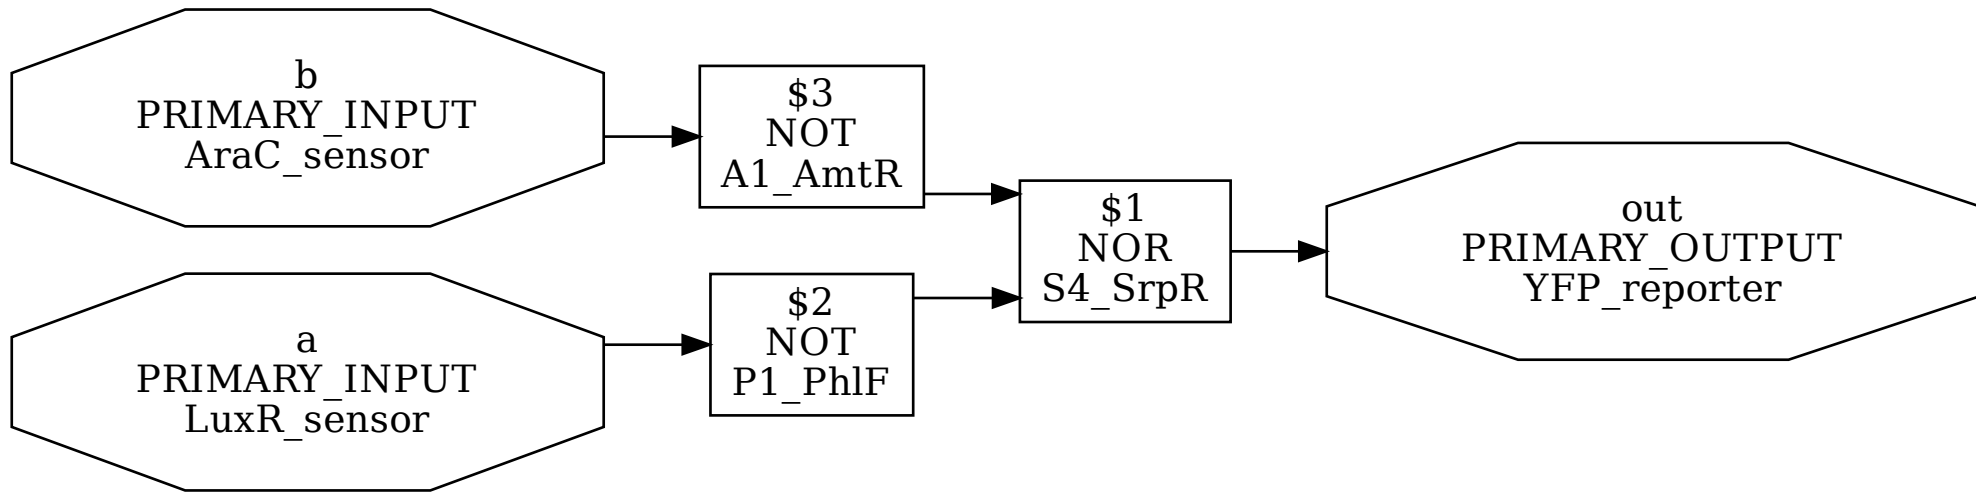 b
PRIMARY_INPUT
AraC_sensor
a
PRIMARY_INPUT
LuxR_sensor
$3
NOT
A1_AmtR
$2
NOT
P1_PhlF
$1
NOR
S4_SrpR
out
PRIMARY_OUTPUT
YFP_reporter